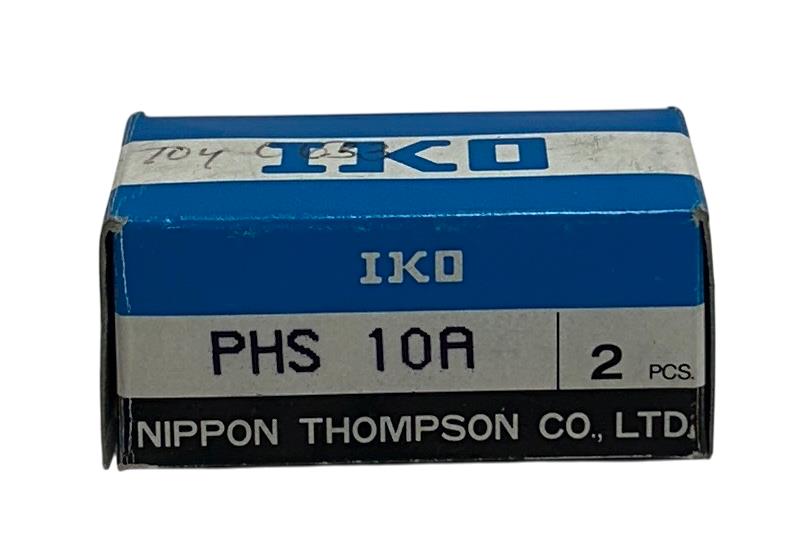 IKO
IKO
PHS 10A
2 PCS.
NIPPON THOMPSON CO., LTD.